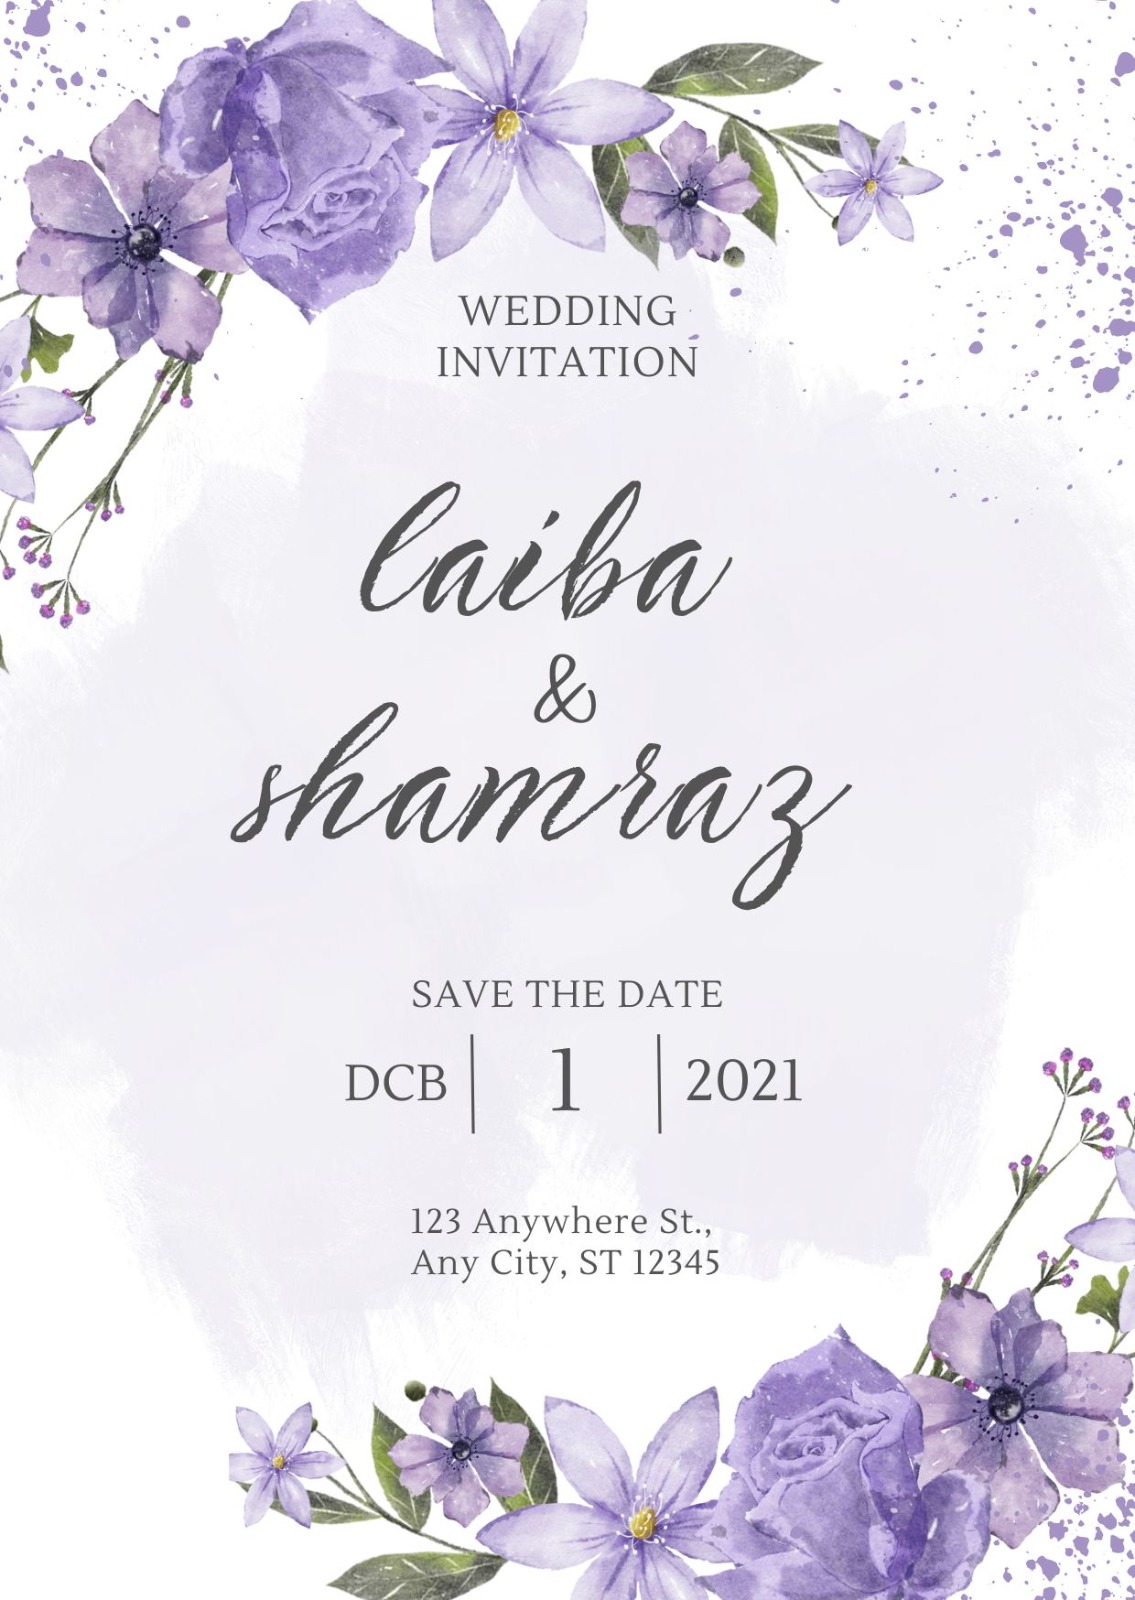 WEDDING
INVITATION
laiba
&
shamraz
SAVE THE DATE
DCB | 1 | 2021
123 Anywhere St.,
Any City, ST 12345